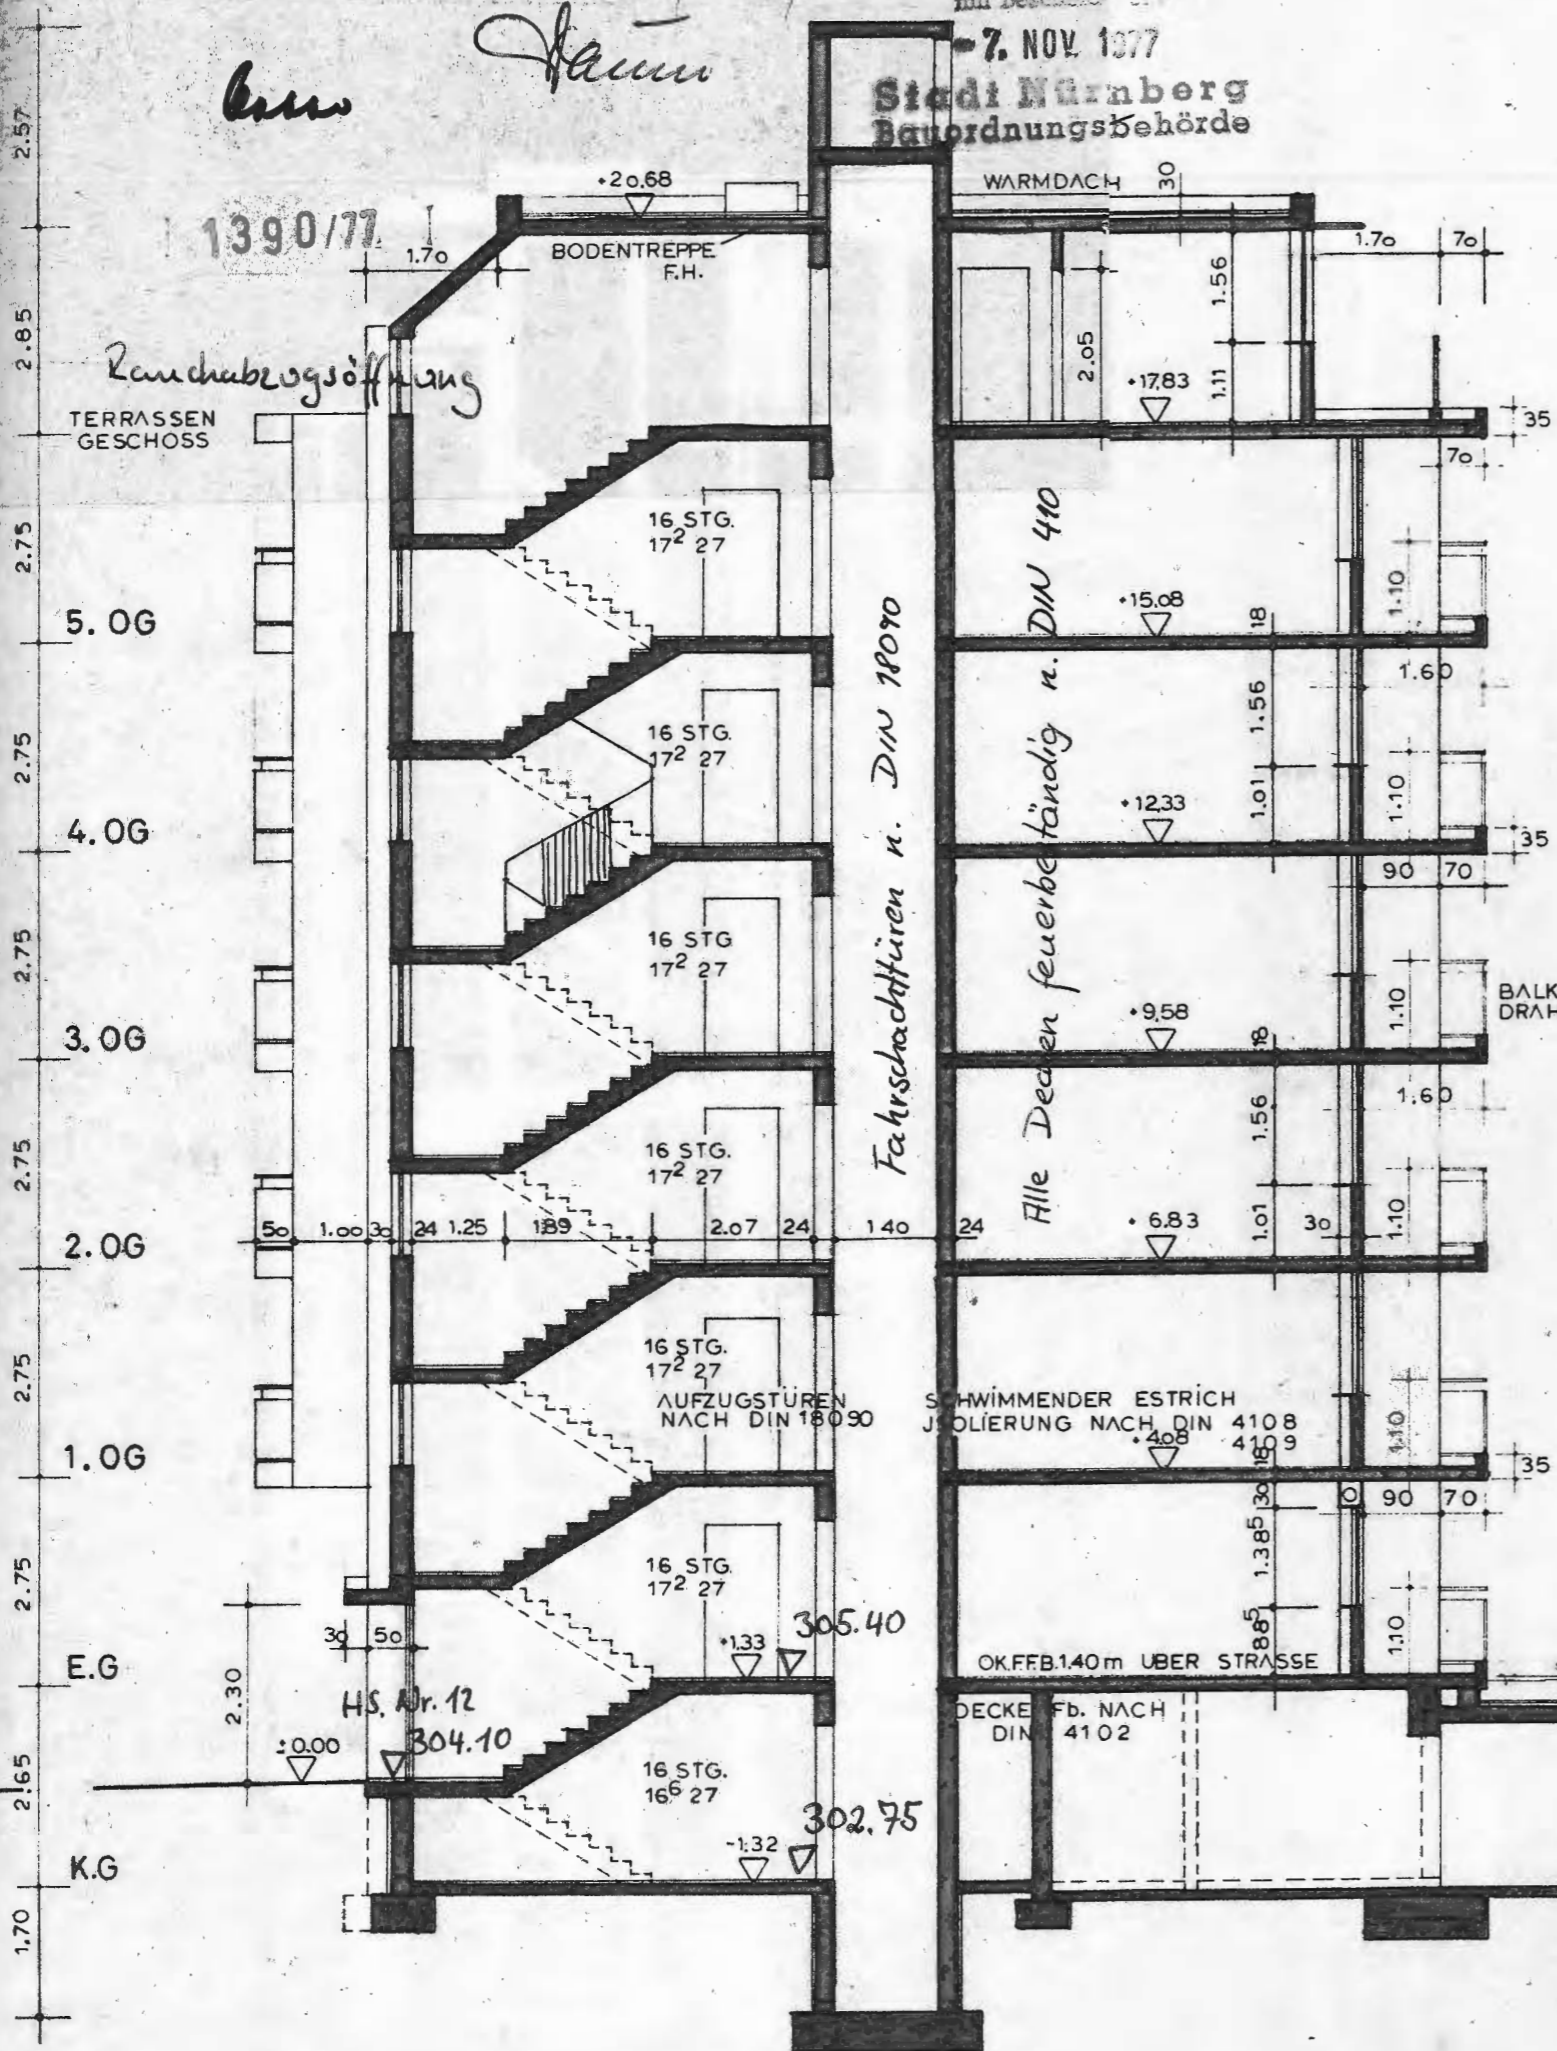 - 7. NOV. 1977
Stadt Nürnberg
Bauordnungsbehörde
1390/77
2.57
+20.68
WARMDACH
30
1.70
BODENTREPPE
F.H.
1.70
70
1.56
2.85
2.05
Rauchabzugsöffnung
+17.83
1.11
TERRASSEN
GESCHOSS
35
70
2.75
16 STG.
17² 27
1.10
5. OG
+15.08
18
1.60
2.75
16 STG.
17² 27
1.56
4. OG
+12.33
1.01
1.10
35
90
70
2.75
16 STG
17² 27
1.10
BALK
DRAH
3. OG
+9.58
18
1.60
Fahrschachttüren n. DIN 18090
Alle Decken feuerbeständig n. DIN 410
2.75
16 STG.
17² 27
1.56
1.10
50
1.00
30
24
1.25
1.89
2.07
24
1.40
24
2.OG
+6.83
1.01
30
2.75
16 STG.
17² 27
AUFZUGSTÜREN
NACH DIN 18090
SCHWIMMENDER ESTRICH
JSOLIERUNG NACH DIN 4108
4109
1.10
1.OG
+4.08
18
35
30
90
70
2.75
16 STG.
17² 27
1.385
30
50
+1.33
305.40
885
1.10
E.G
OK.F.F.B.1.40m UBER STRASSE
2.30
HS. Nr. 12
304.10
DECKE Fb. NACH
DIN 4102
±0.00
2.65
16 STG.
16⁶ 27
302.75
-1.32
K.G
1.70